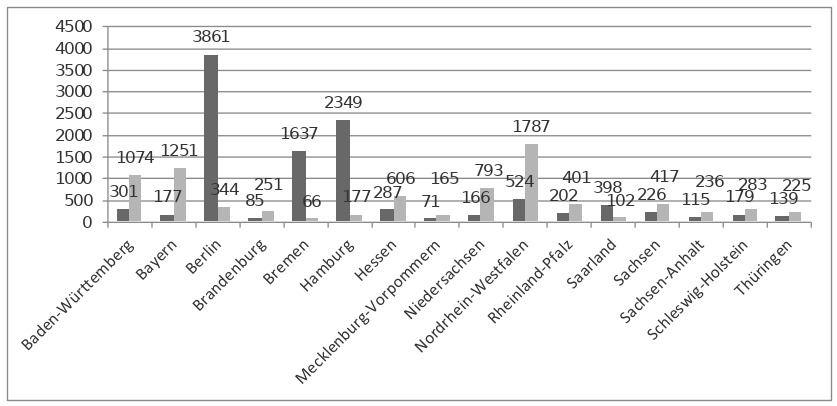 4500
4000
3500
3000
2500
2000
1500
1000
500
0
301
1074
177
1251
3861
344
85
251
1637
66
2349
177
287
606
71
165
166
793
524
1787
202
401
398
102
226
417
115
236
179
283
139
225
Baden-Württemberg
Bayern
Berlin
Brandenburg
Bremen
Hamburg
Hessen
Mecklenburg-Vorpommern
Niedersachsen
Nordrhein-Westfalen
Rheinland-Pfalz
Saarland
Sachsen
Sachsen-Anhalt
Schleswig-Holstein
Thüringen